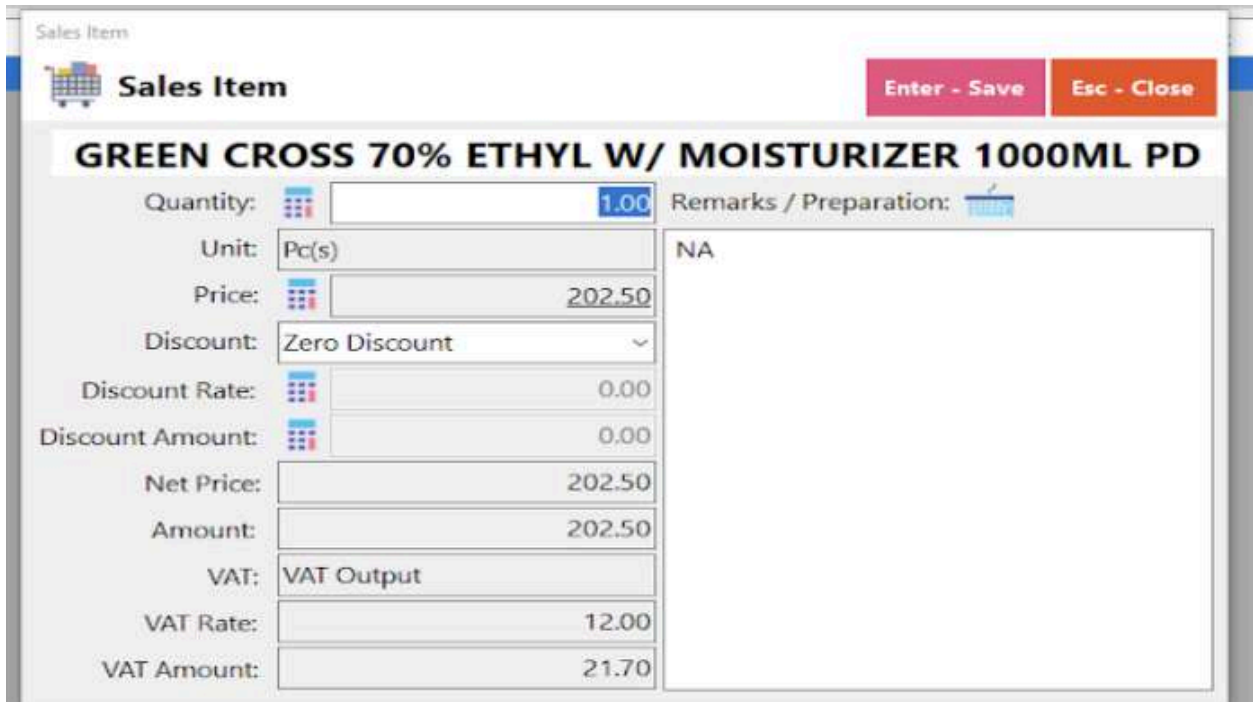 Sales Item
Sales Item
Enter - Save
Esc - Close
GREEN CROSS 70% ETHYL W/ MOISTURIZER 1000ML PD
Quantity: 1.00
Remarks / Preparation:
Unit: Pc(s)
NA
Price: 202.50
Discount: Zero Discount
Discount Rate: 0.00
Discount Amount: 0.00
Net Price: 202.50
Amount: 202.50
VAT: VAT Output
VAT Rate: 12.00
VAT Amount: 21.70